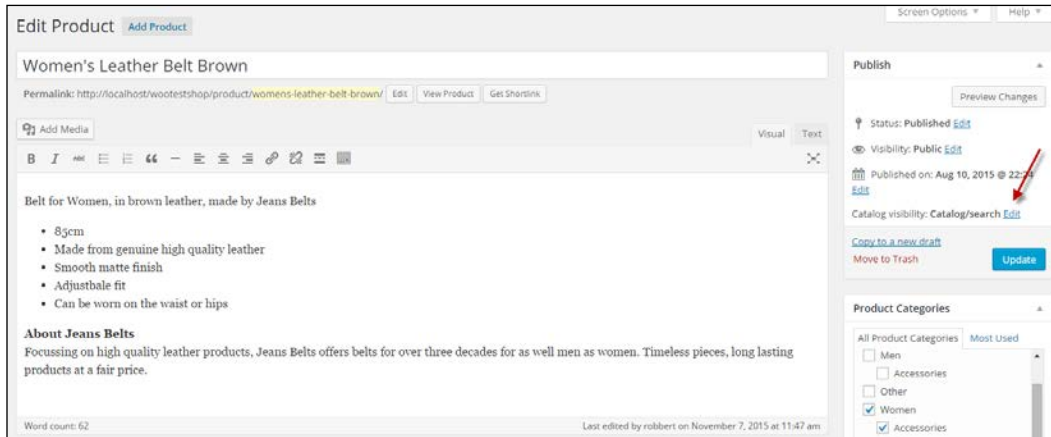 Screen Options Help
Edit Product Add Product
Women's Leather Belt Brown
Permalink: http://localhost/wootestshop/product/womens-leather-belt-brown/ Edit View Product Get Shortlink
Add Media
Visual Text
B I ABC
Belt for Women, in brown leather, made by Jeans Belts
85cm
Made from genuine high quality leather
Smooth matte finish
Adjustbale fit
Can be worn on the waist or hips
About Jeans Belts
Focussing on high quality leather products, Jeans Belts offers belts for over three decades for as well men as women. Timeless pieces, long lasting
products at a fair price.
Word count: 62 Last edited by robbert on November 7, 2015 at 11:47 am
Publish
Preview Changes
Status: Published Edit
Visibility: Public Edit
Published on: Aug 10, 2015 @ 22:24
Edit
Catalog visibility: Catalog/search Edit
Copy to a new draft
Move to Trash Update
Product Categories
All Product Categories Most Used
Men
Accessories
Other
Women
Accessories